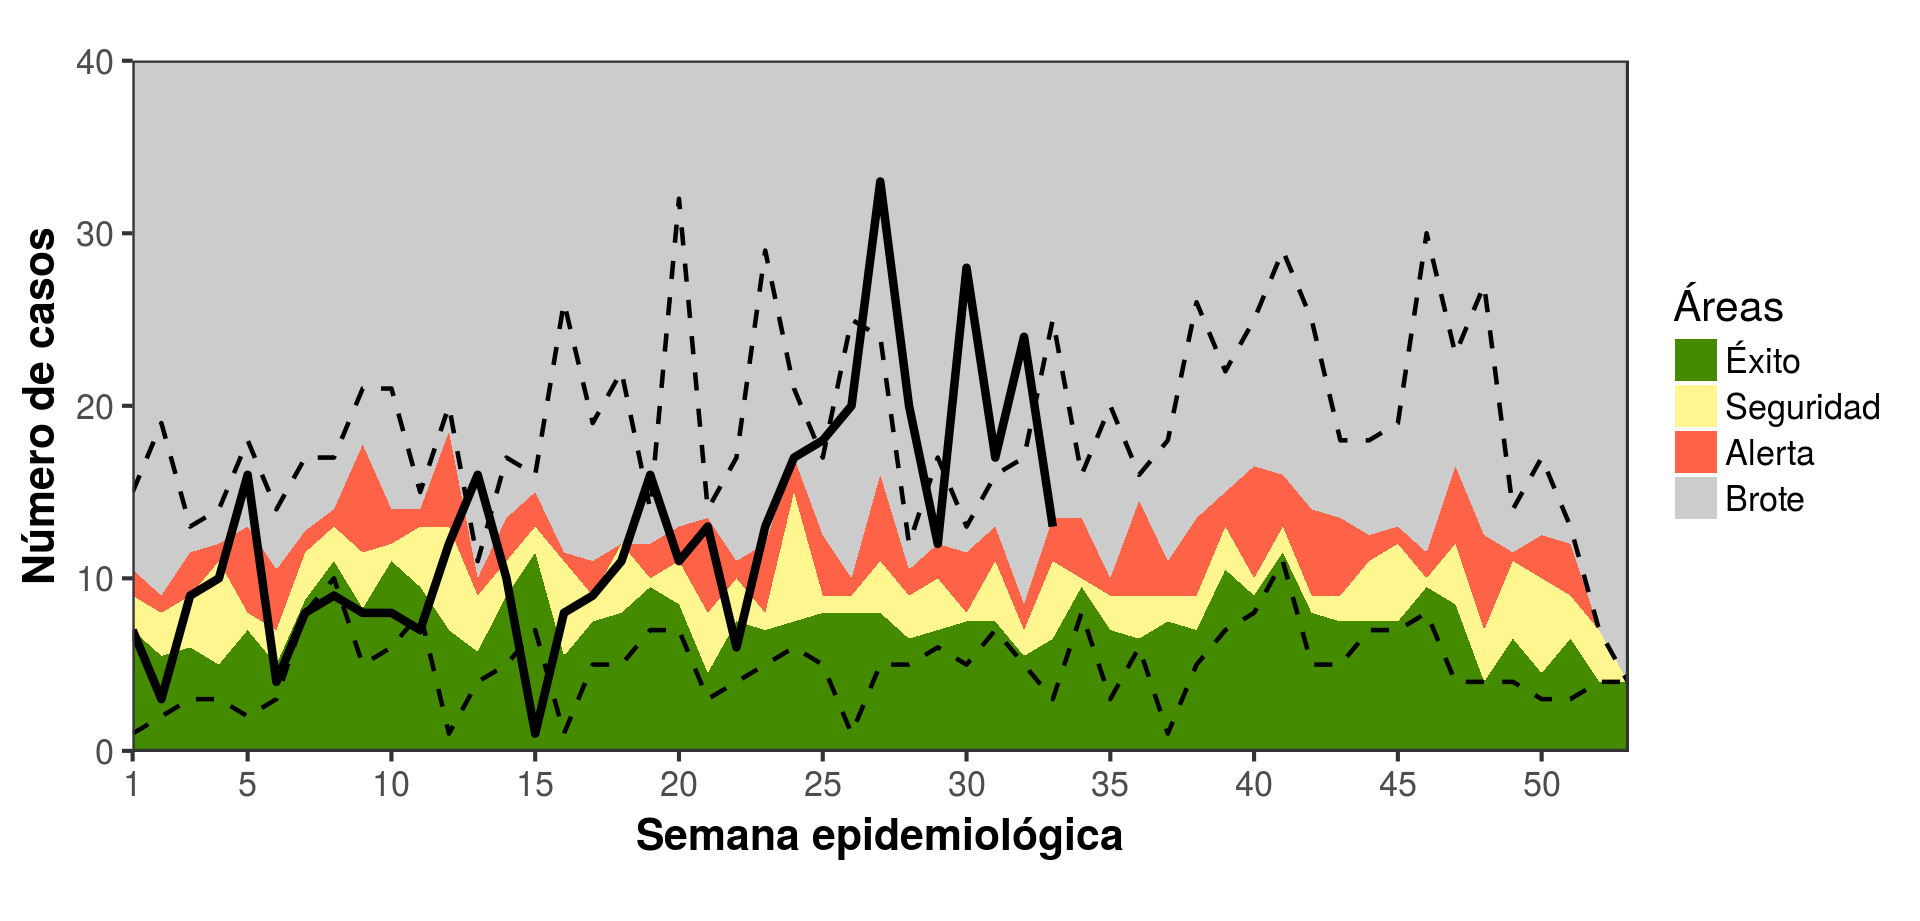 40
30
20
10
0
Número de casos
1 5 10 15 20 25 30 35 40 45 50
Semana epidemiológica
Áreas
Éxito
Seguridad
Alerta
Brote